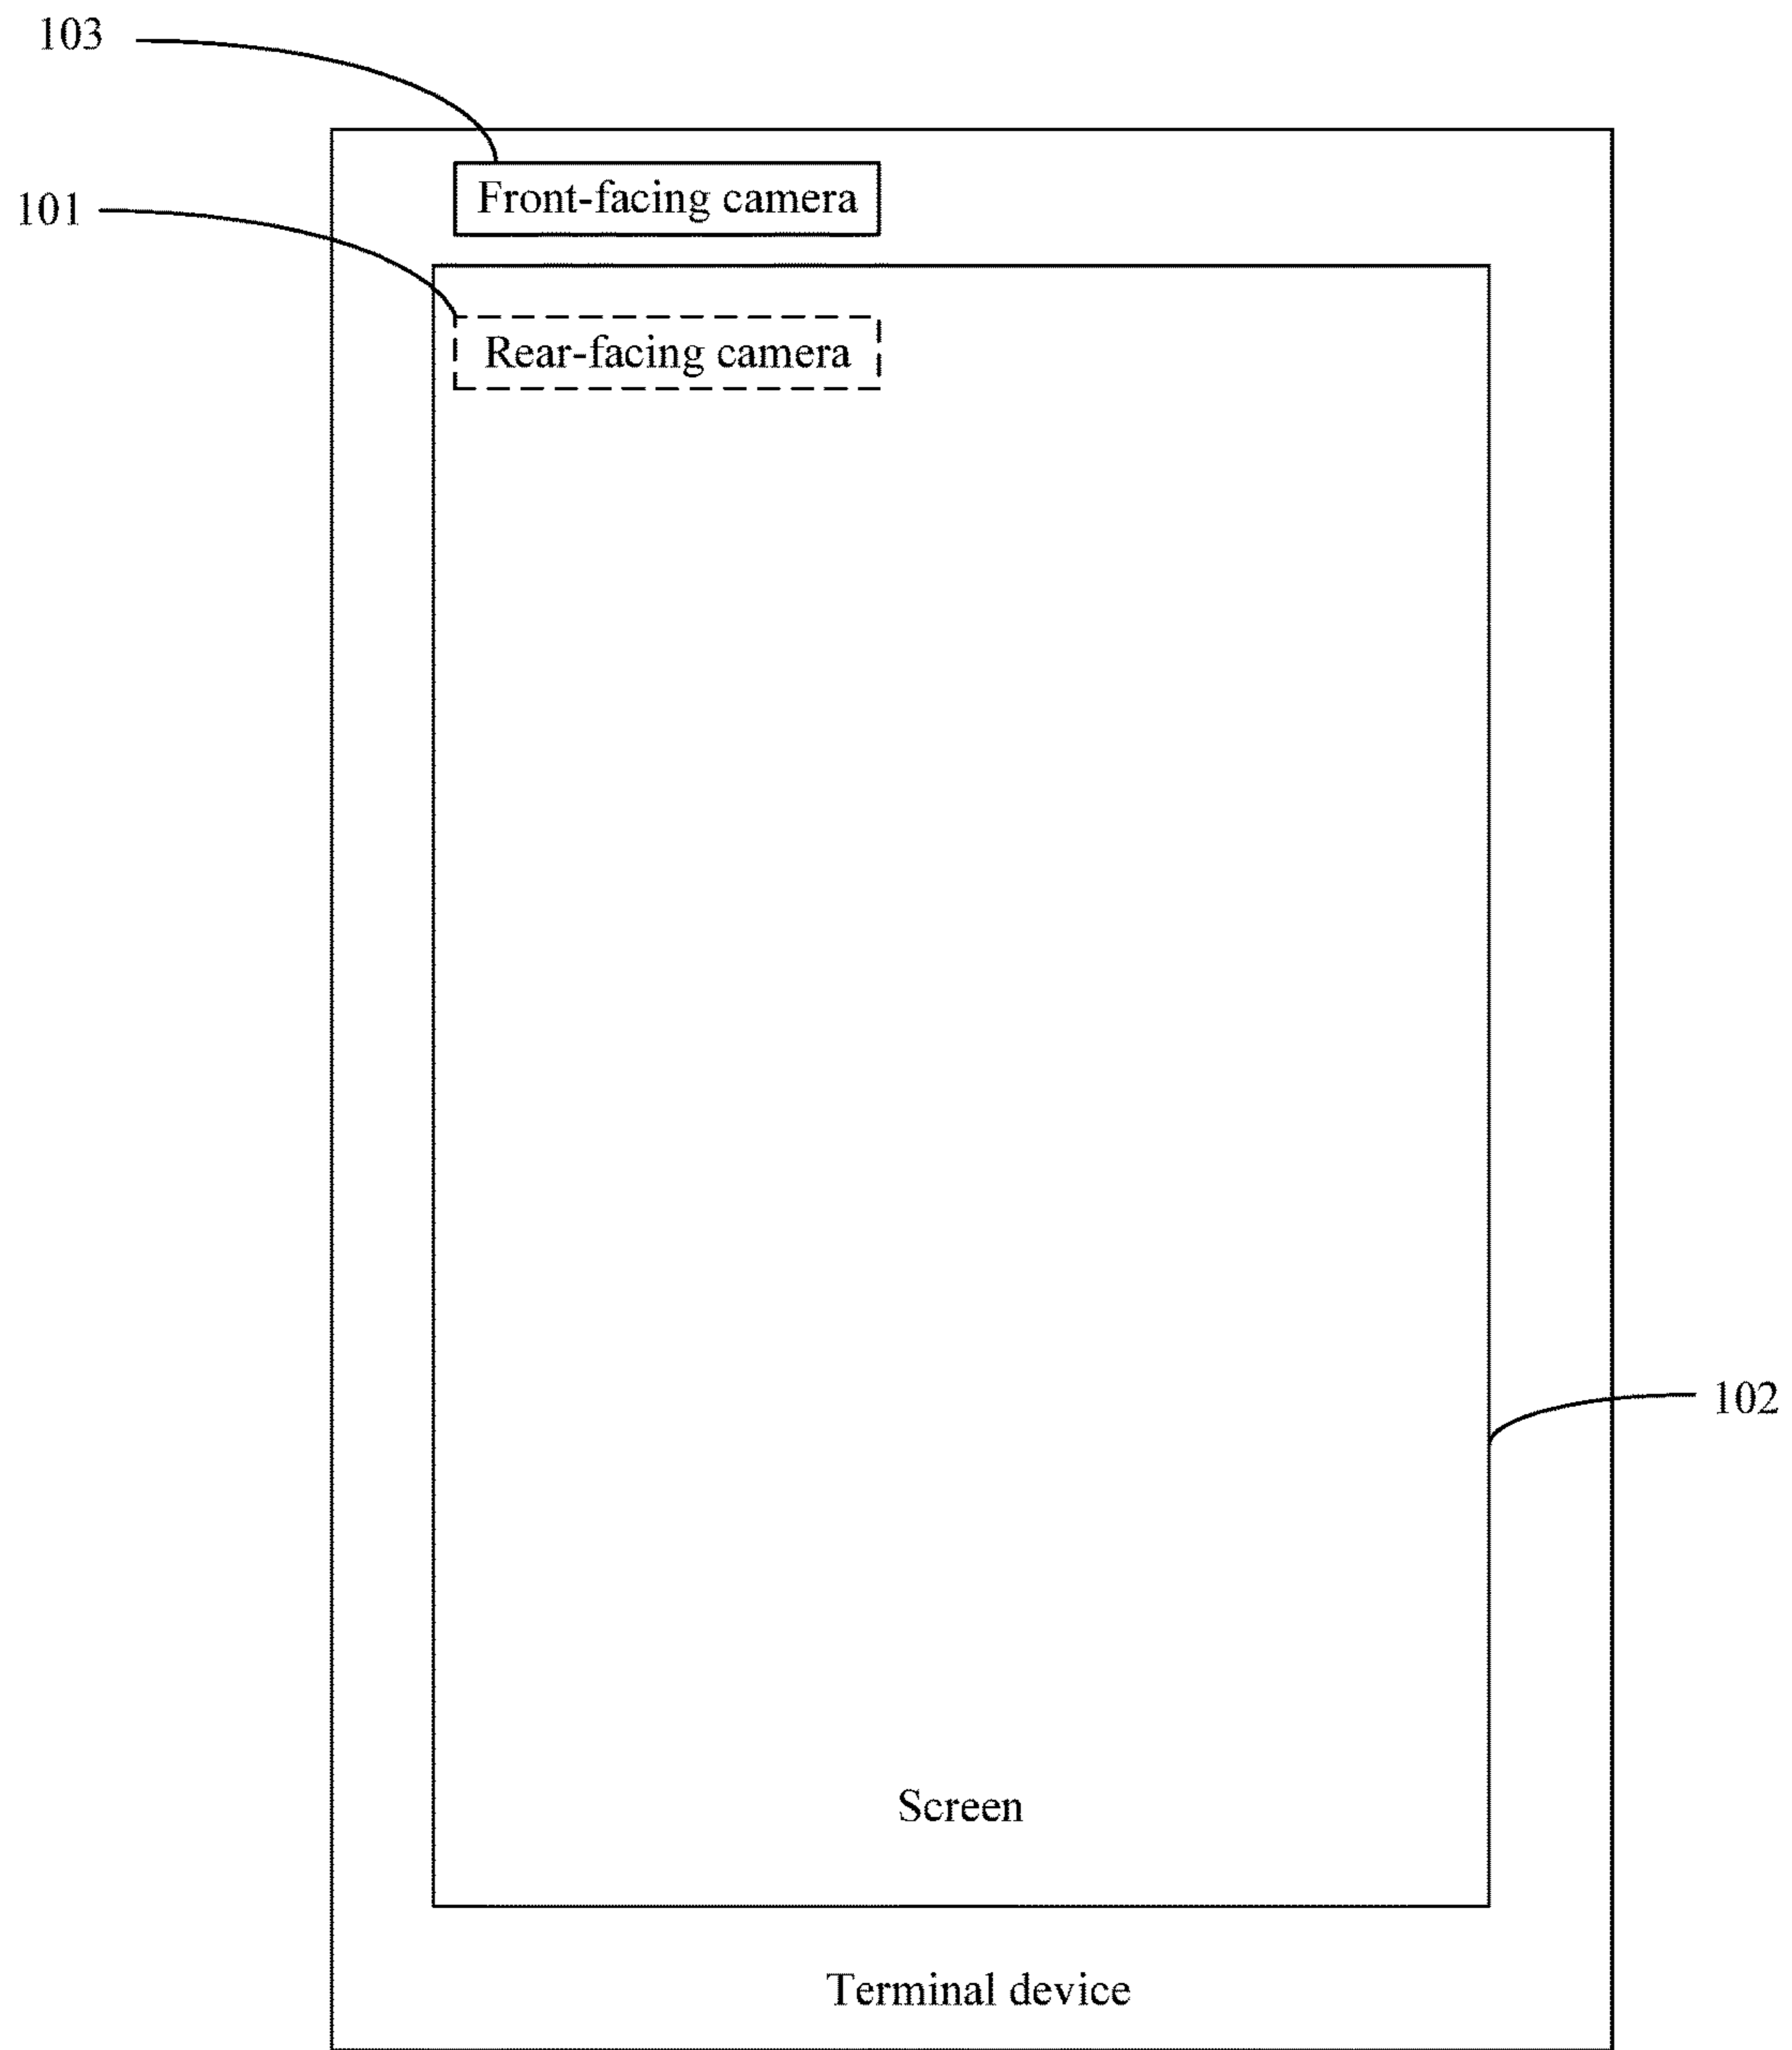 103
Front-facing camera
101
Rear-facing camera
102
Screen
Terminal device